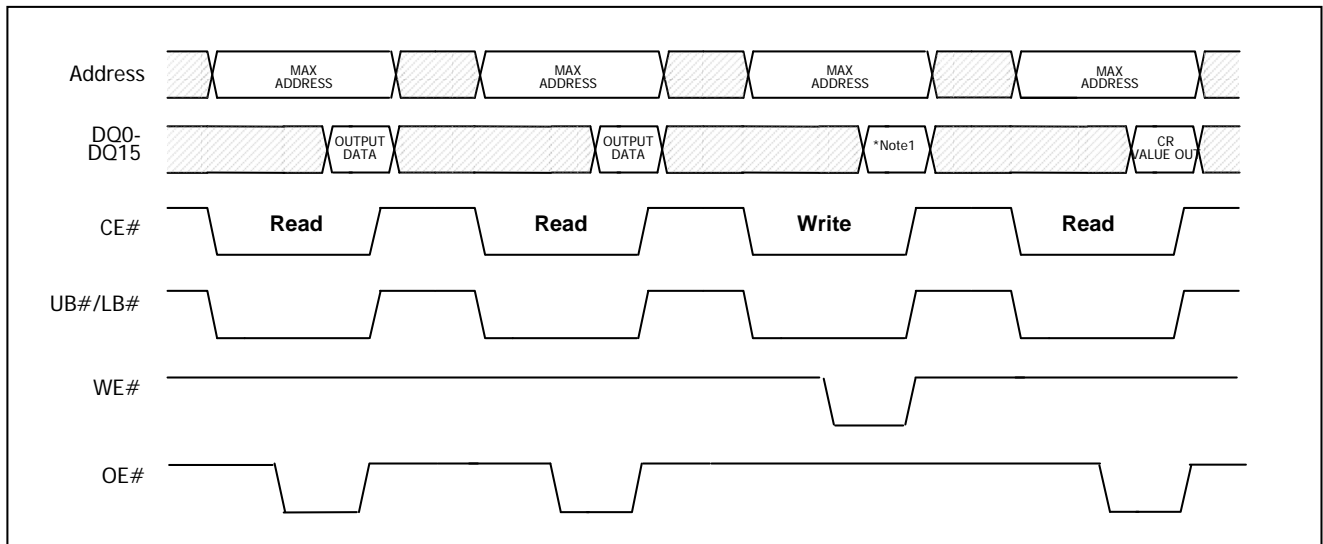 Address
MAX
ADDRESS
MAX
ADDRESS
MAX
ADDRESS
MAX
ADDRESS
DQ0-
DQ15
OUTPUT
DATA
OUTPUT
DATA
*Note1
CR
VALUE OUT
CE#
Read
Read
Write
Read
UB#/LB#
WE#
OE#